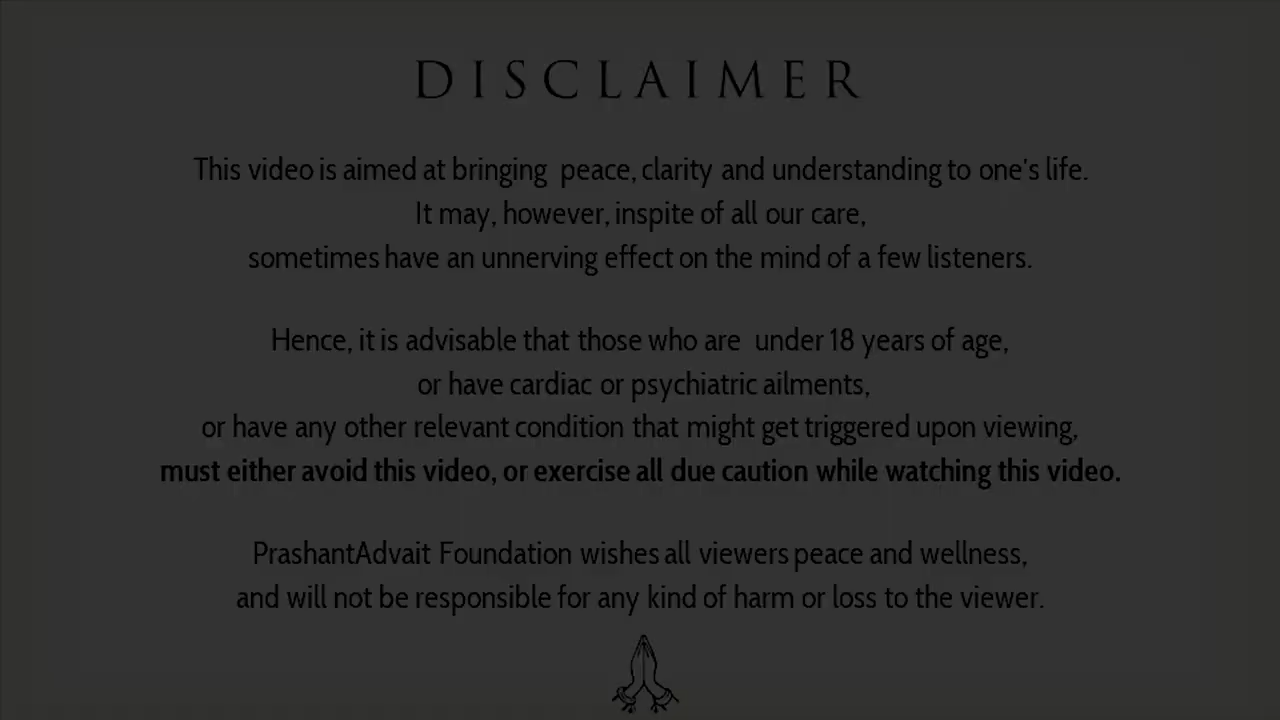 DISCLAIMER
This video is aimed at bringing peace, clarity and understanding to one's life.
It may, however, inspite of all our care,
sometimes have an unnerving effect on the mind of a few listeners.
Hence, it is advisable that those who are under 18 years of age,
or have cardiac or psychiatric ailments,
or have any other relevant condition that might get triggered upon viewing,
must either avoid this video, or exercise all due caution while watching this video.
PrashantAdvait Foundation wishes all viewers peace and wellness,
and will not be responsible for any kind of harm or loss to the viewer.